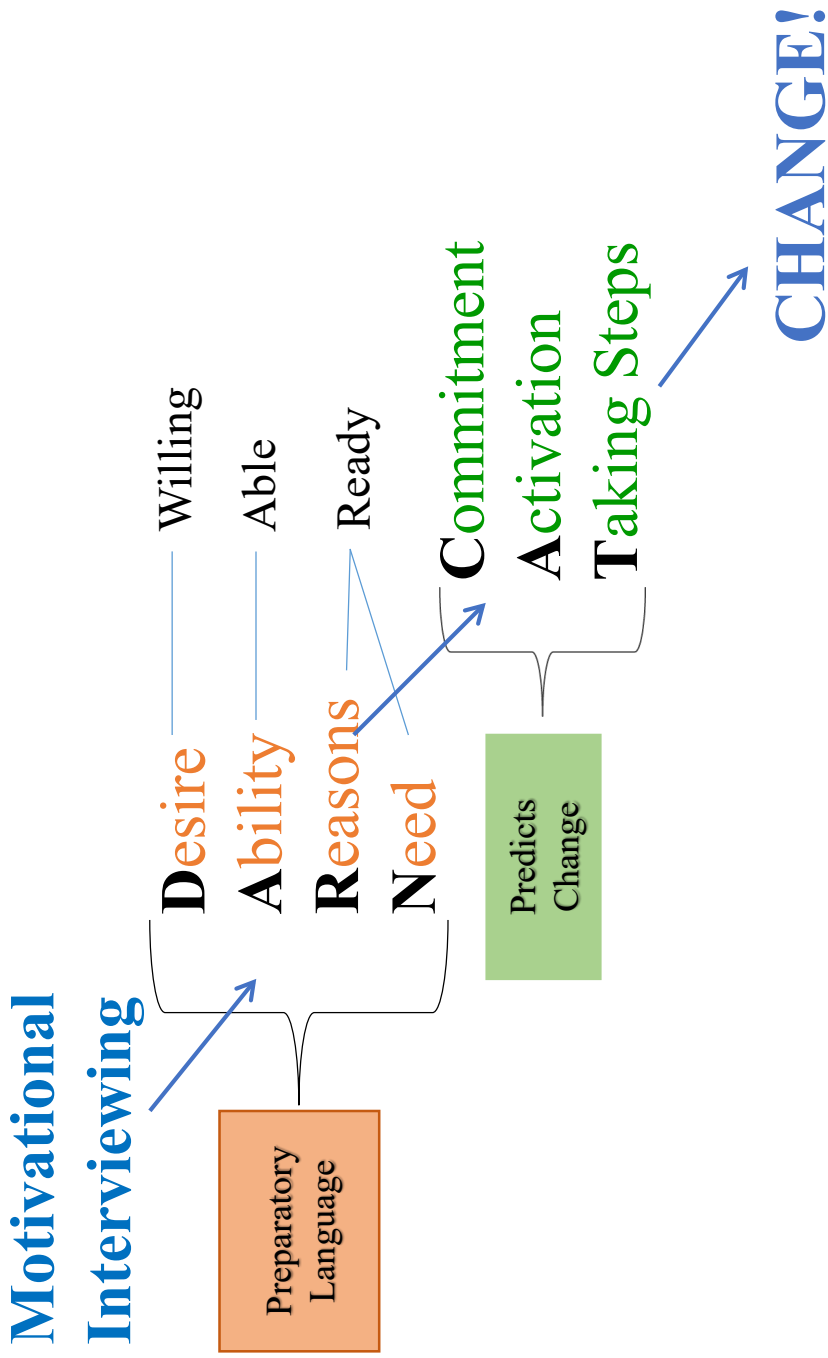 Motivational
Interviewing
Preparatory
Language
Desire
Willing
Ability
Able
Reasons
Ready
Need
Predicts
Change
Commitment
Activation
Taking Steps
CHANGE!